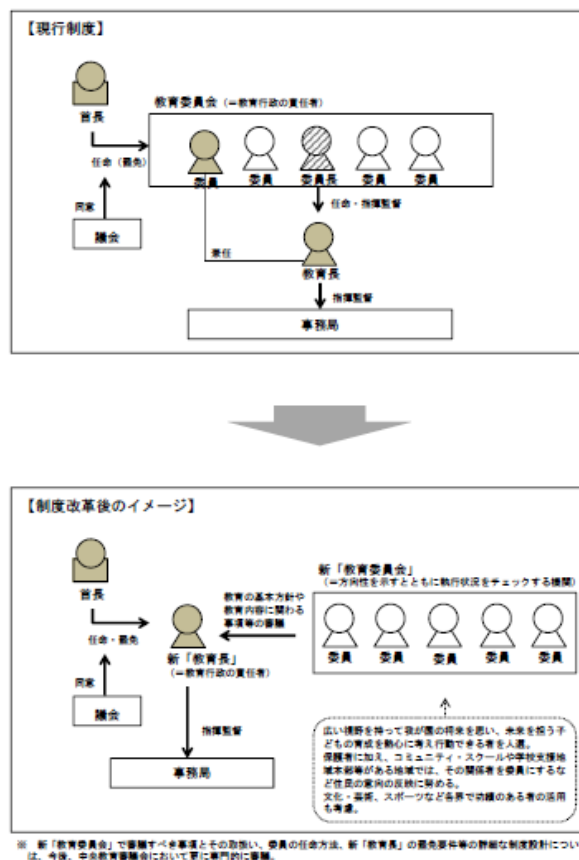 【現行制度】
首長
教育委員会（＝教育行政の責任者）
任命（罷免）
委員
委員
委員長
委員
委員
同意
議会
任命・指揮監督
兼任
教育長
指揮監督
事務局
【制度改革後のイメージ】
首長
新「教育委員会」
（＝方向性を示すとともに執行状況をチェックする機関）
教育の基本方針や
教育内容に関わる
事項等の審議
任命・罷免
委員
委員
委員
委員
委員
新「教育長」
（＝教育行政の責任者）
同意
議会
指揮監督
事務局
広い視野を持って我が国の将来を思い、未来を担う子
どもの育成を熱心に考え行動できる者を人選。
保護者に加え、コミュニティ・スクールや学校支援地
域本部等がある地域では、その関係者を委員にするな
ど住民の意向の反映に努める。
文化・芸術、スポーツなど各界で功績のある者の活用
も考慮。
※　新「教育委員会」で審議すべき事項とその取扱い、委員の任命方法、新「教育長」の罷免要件等の詳細な制度設計につい
は、今後、中央教育審議会において更に専門的に審議。